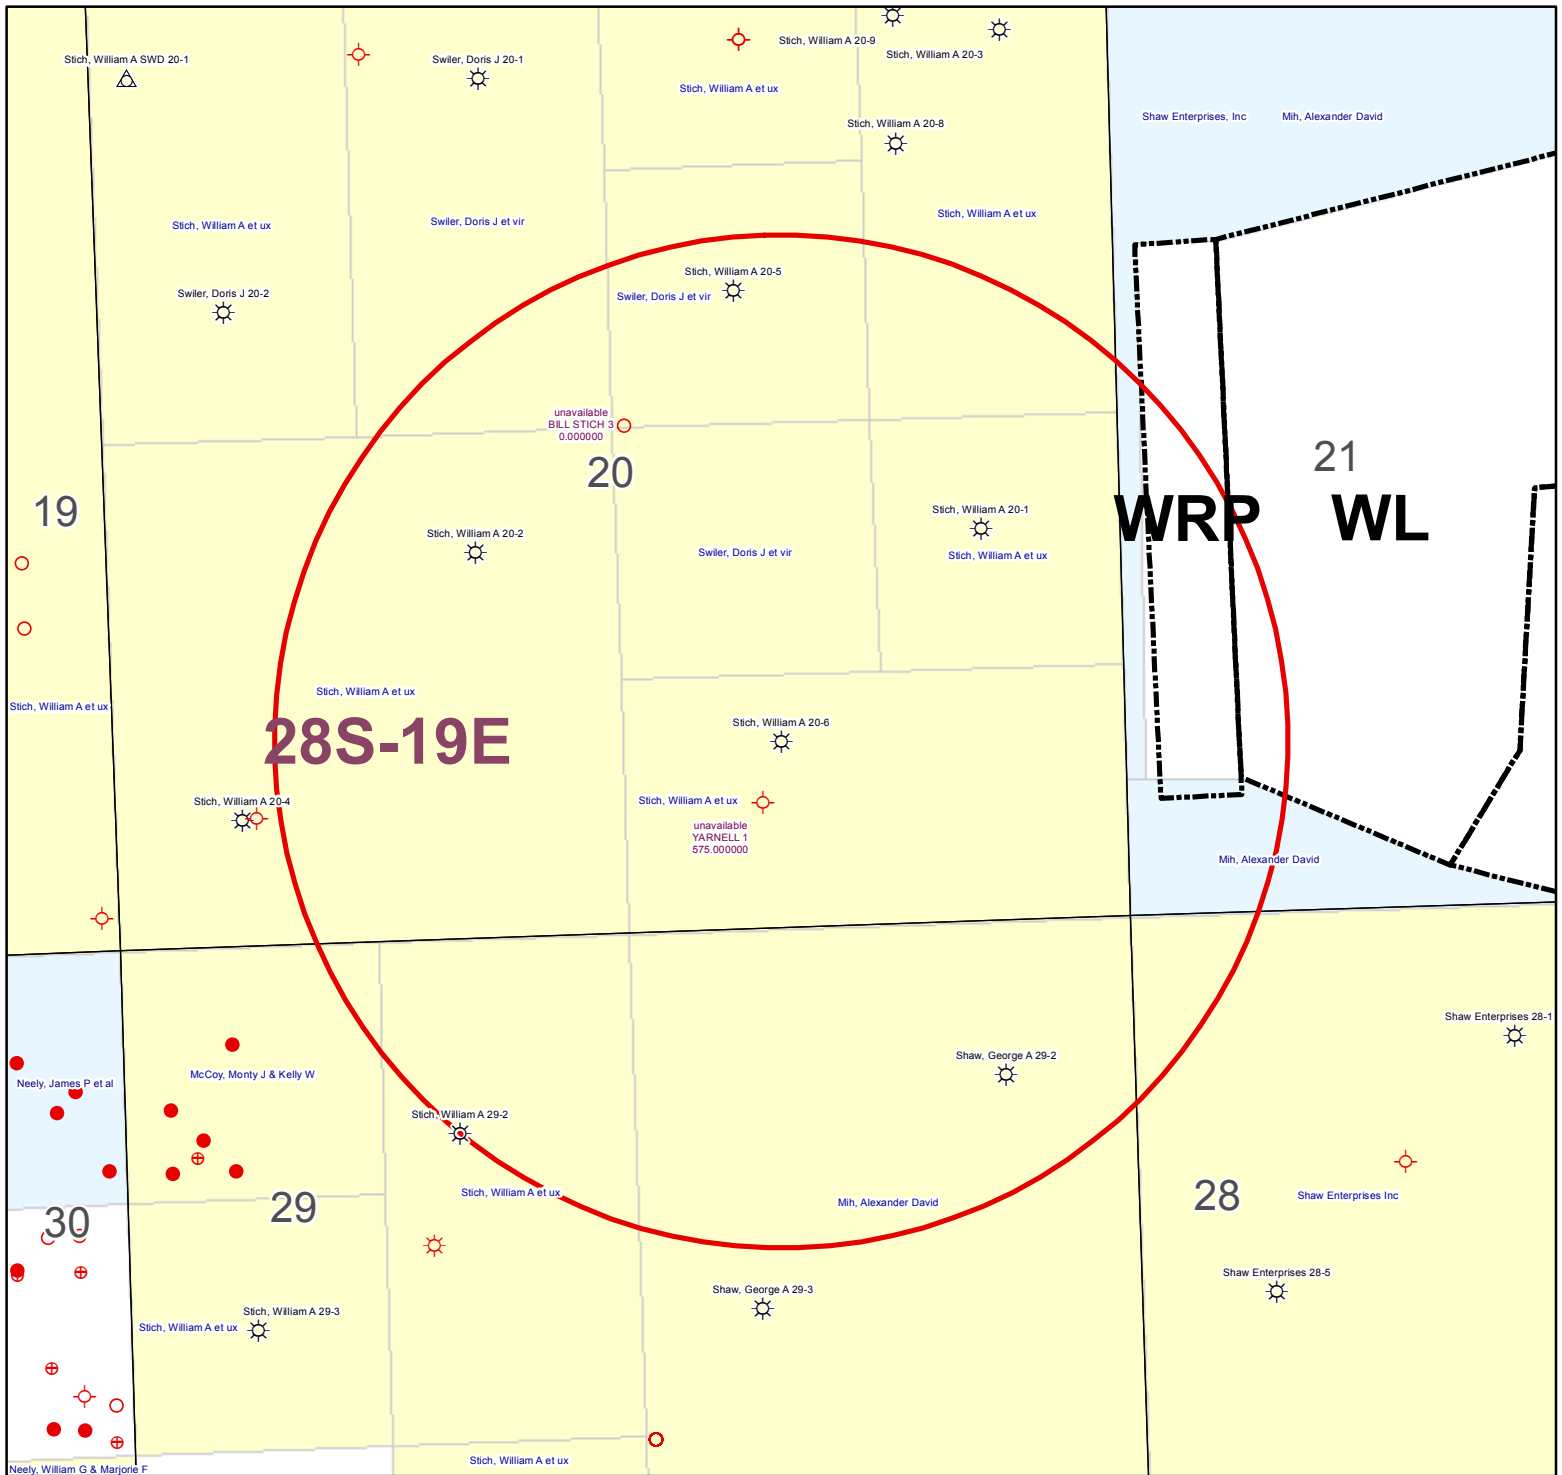 Stich, William A 20-9
Stich, William A 20-3
Stich, William A SWD 20-1
Swiler, Doris J 20-1
Stich, William A et ux
Shaw Enterprises, Inc
Mih, Alexander David
Stich, William A 20-8
Stich, William A et ux
Swiler, Doris J et vir
Stich, William A et ux
Stich, William A 20-5
Swiler, Doris J 20-2
Swiler, Doris J et vir
unavailable
BILL STICH 3
0.000000
20
21
19
Stich, William A 20-1
WRP
WL
Stich, William A 20-2
Swiler, Doris J et vir
Stich, William A et ux
Stich, William A et ux
Stich, William A et ux
28S-19E
Stich, William A 20-6
Stich, William A 20-4
Stich, William A et ux
unavailable
YARNELL 1
575.000000
Mih, Alexander David
Shaw Enterprises 28-1
Shaw, George A 29-2
McCoy, Monty J & Kelly W
Neely, James P et al
Stich, William A 29-2
Stich, William A et ux
Mih, Alexander David
28
Shaw Enterprises Inc
29
30
Shaw Enterprises 28-5
Shaw, George A 29-3
Stich, William A 29-3
Stich, William A et ux
Stich, William A et ux
Neely, William G & Marjorie F